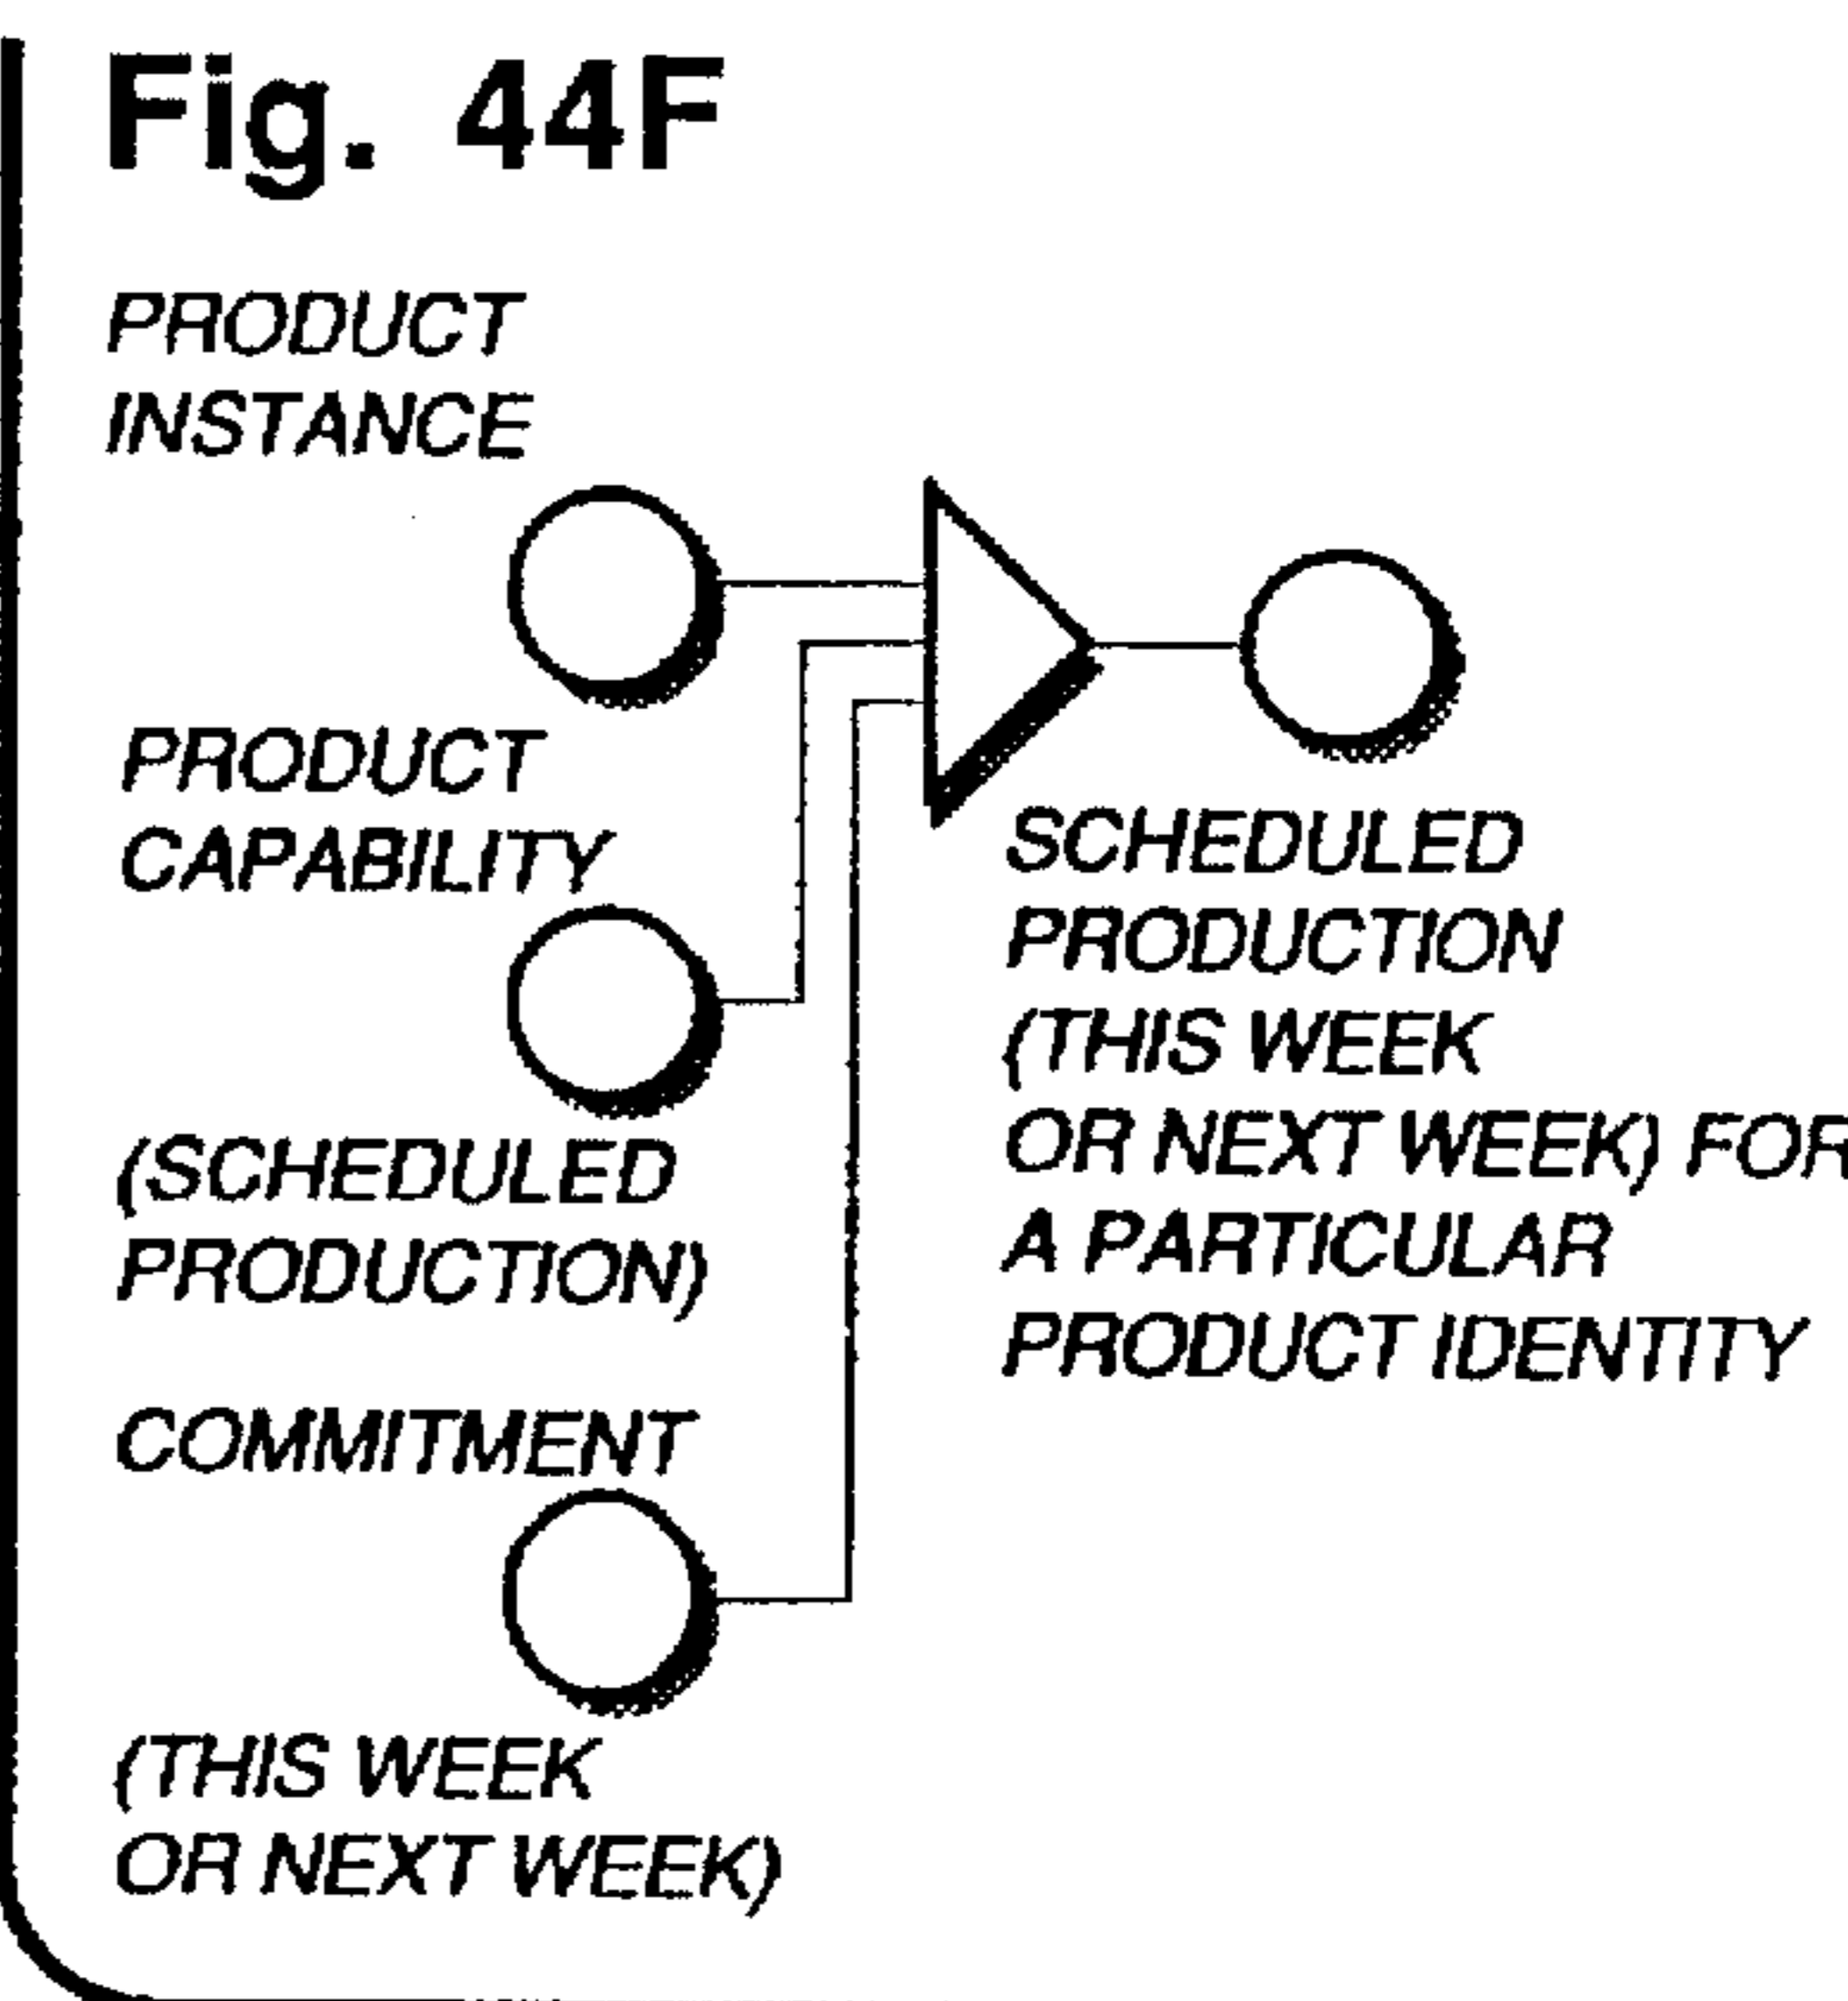 Fig. 44F
PRODUCT
INSTANCE
PRODUCT
CAPABILITY
(SCHEDULED
PRODUCTION)
COMMITMENT
(THIS WEEK
OR NEXT WEEK)
SCHEDULED
PRODUCTION
(THIS WEEK
OR NEXT WEEK) FOR
A PARTICULAR
PRODUCT IDENTITY